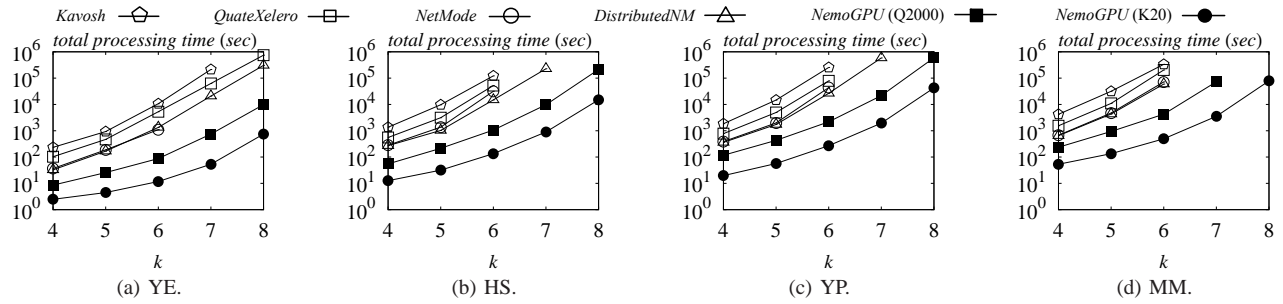 Kavosh QuateXelero NetMode DistributedNM NemoGPU (Q2000) NemoGPU (K20)
total processing time (sec)
10^6
10^5
10^4
10^3
10^2
10^1
10^0
4 5 6 7 8
k
(a) YE.
total processing time (sec)
10^6
10^5
10^4
10^3
10^2
10^1
10^0
4 5 6 7 8
k
(b) HS.
total processing time (sec)
10^6
10^5
10^4
10^3
10^2
10^1
10^0
4 5 6 7 8
k
(c) YP.
total processing time (sec)
10^6
10^5
10^4
10^3
10^2
10^1
10^0
4 5 6 7 8
k
(d) MM.